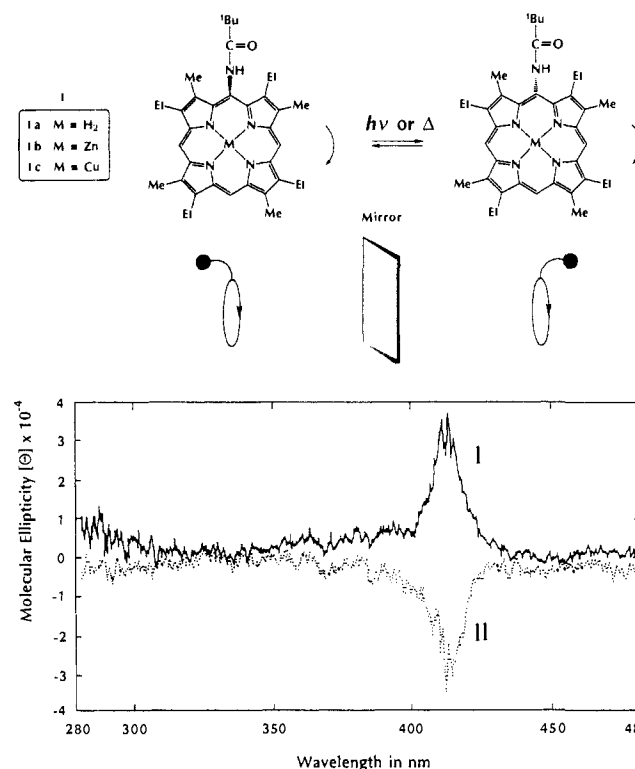 ᵗBu
C=O
NH
Me
Et
Et
Me
N
N
M
N
N
Me
Et
Et
Me
1
1a M = H₂
1b M = Zn
1c M = Cu
hν or Δ
ᵗBu
C=O
NH
Me
Et
Et
Me
N
N
M
N
N
Me
Et
Et
Me
Mirror
Molecular Ellipticity [Θ] x 10⁻⁴
4
3
2
1
0
-1
-2
-3
-4
I
II
280
300
350
400
450
Wavelength in nm